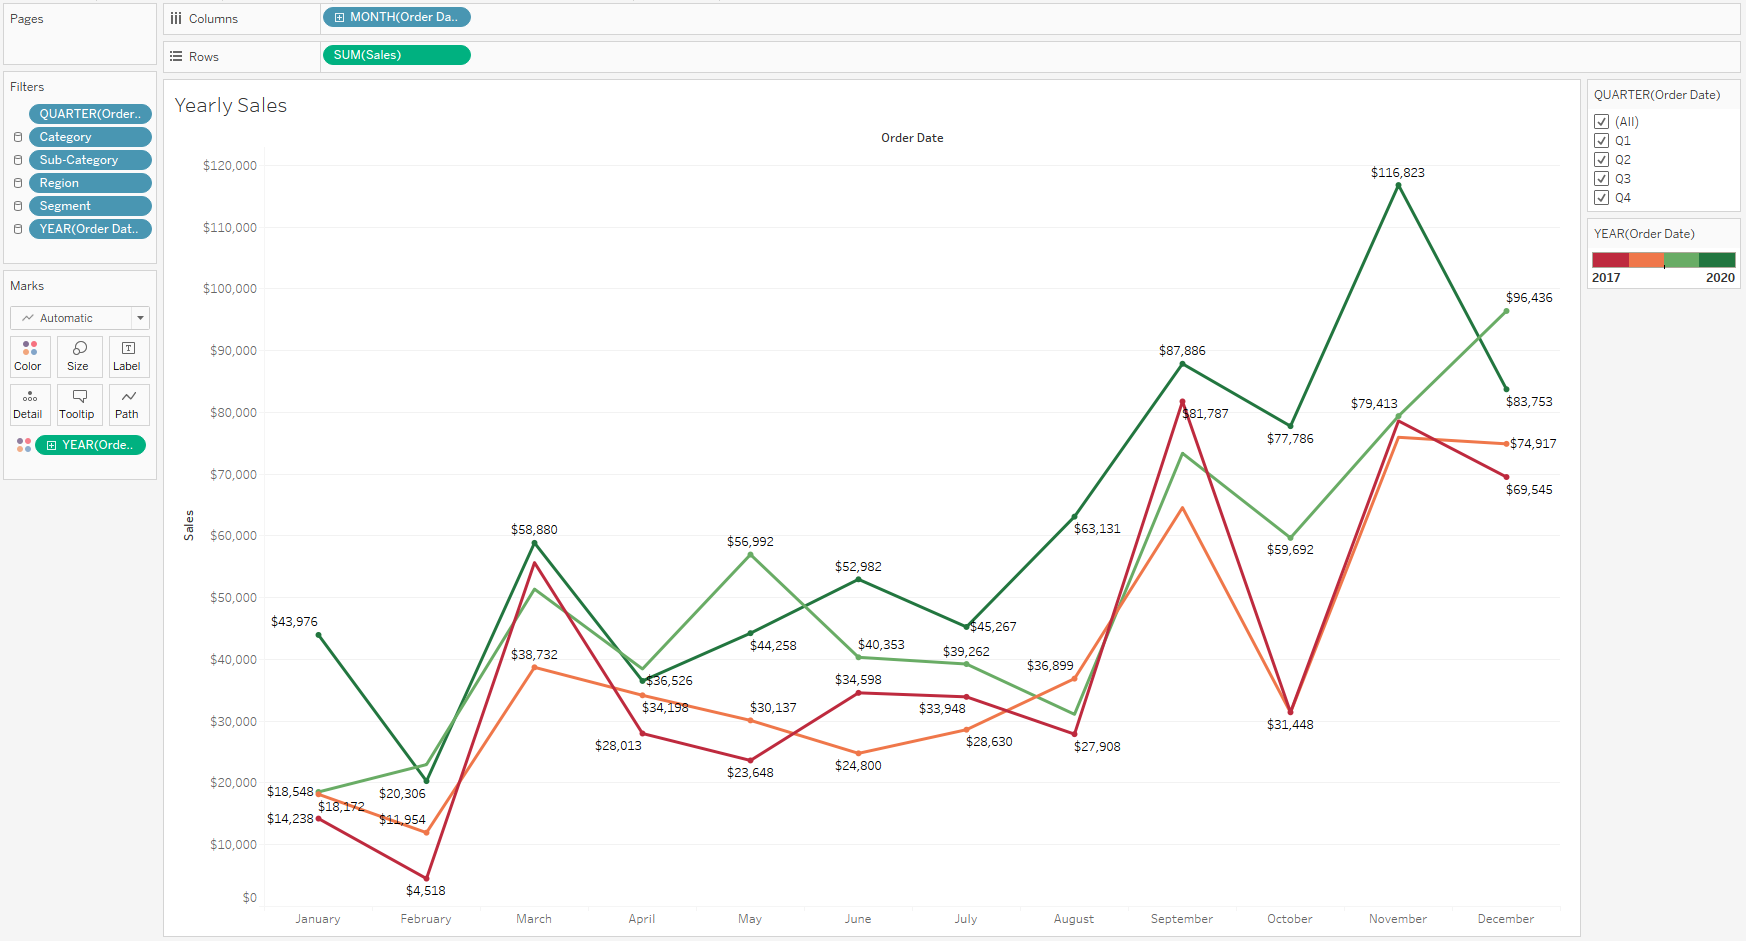 Pages
Columns
MONTH(Order Da..
Rows
SUM(Sales)
Filters
QUARTER(Order..
Category
Sub-Category
Region
Segment
YEAR(Order Dat..
Marks
Automatic
Color
Size
Label
Detail
Tooltip
Path
YEAR(Orde..
Yearly Sales
Order Date
Sales
$120,000
$110,000
$100,000
$90,000
$80,000
$70,000
$60,000
$50,000
$40,000
$30,000
$20,000
$10,000
$0
$116,823
$96,436
$87,886
$83,753
$79,413
$81,787
$77,786
$74,917
$69,545
$58,880
$56,992
$52,982
$63,131
$59,692
$43,976
$44,258
$45,267
$40,353
$39,262
$38,732
$36,526
$36,899
$34,198
$34,598
$30,137
$33,948
$28,013
$28,630
$27,908
$31,448
$23,648
$24,800
$18,548
$18,172
$14,238
$20,306
$11,954
$4,518
January
February
March
April
May
June
July
August
September
October
November
December
QUARTER(Order Date)
(All)
Q1
Q2
Q3
Q4
YEAR(Order Date)
2017 2020